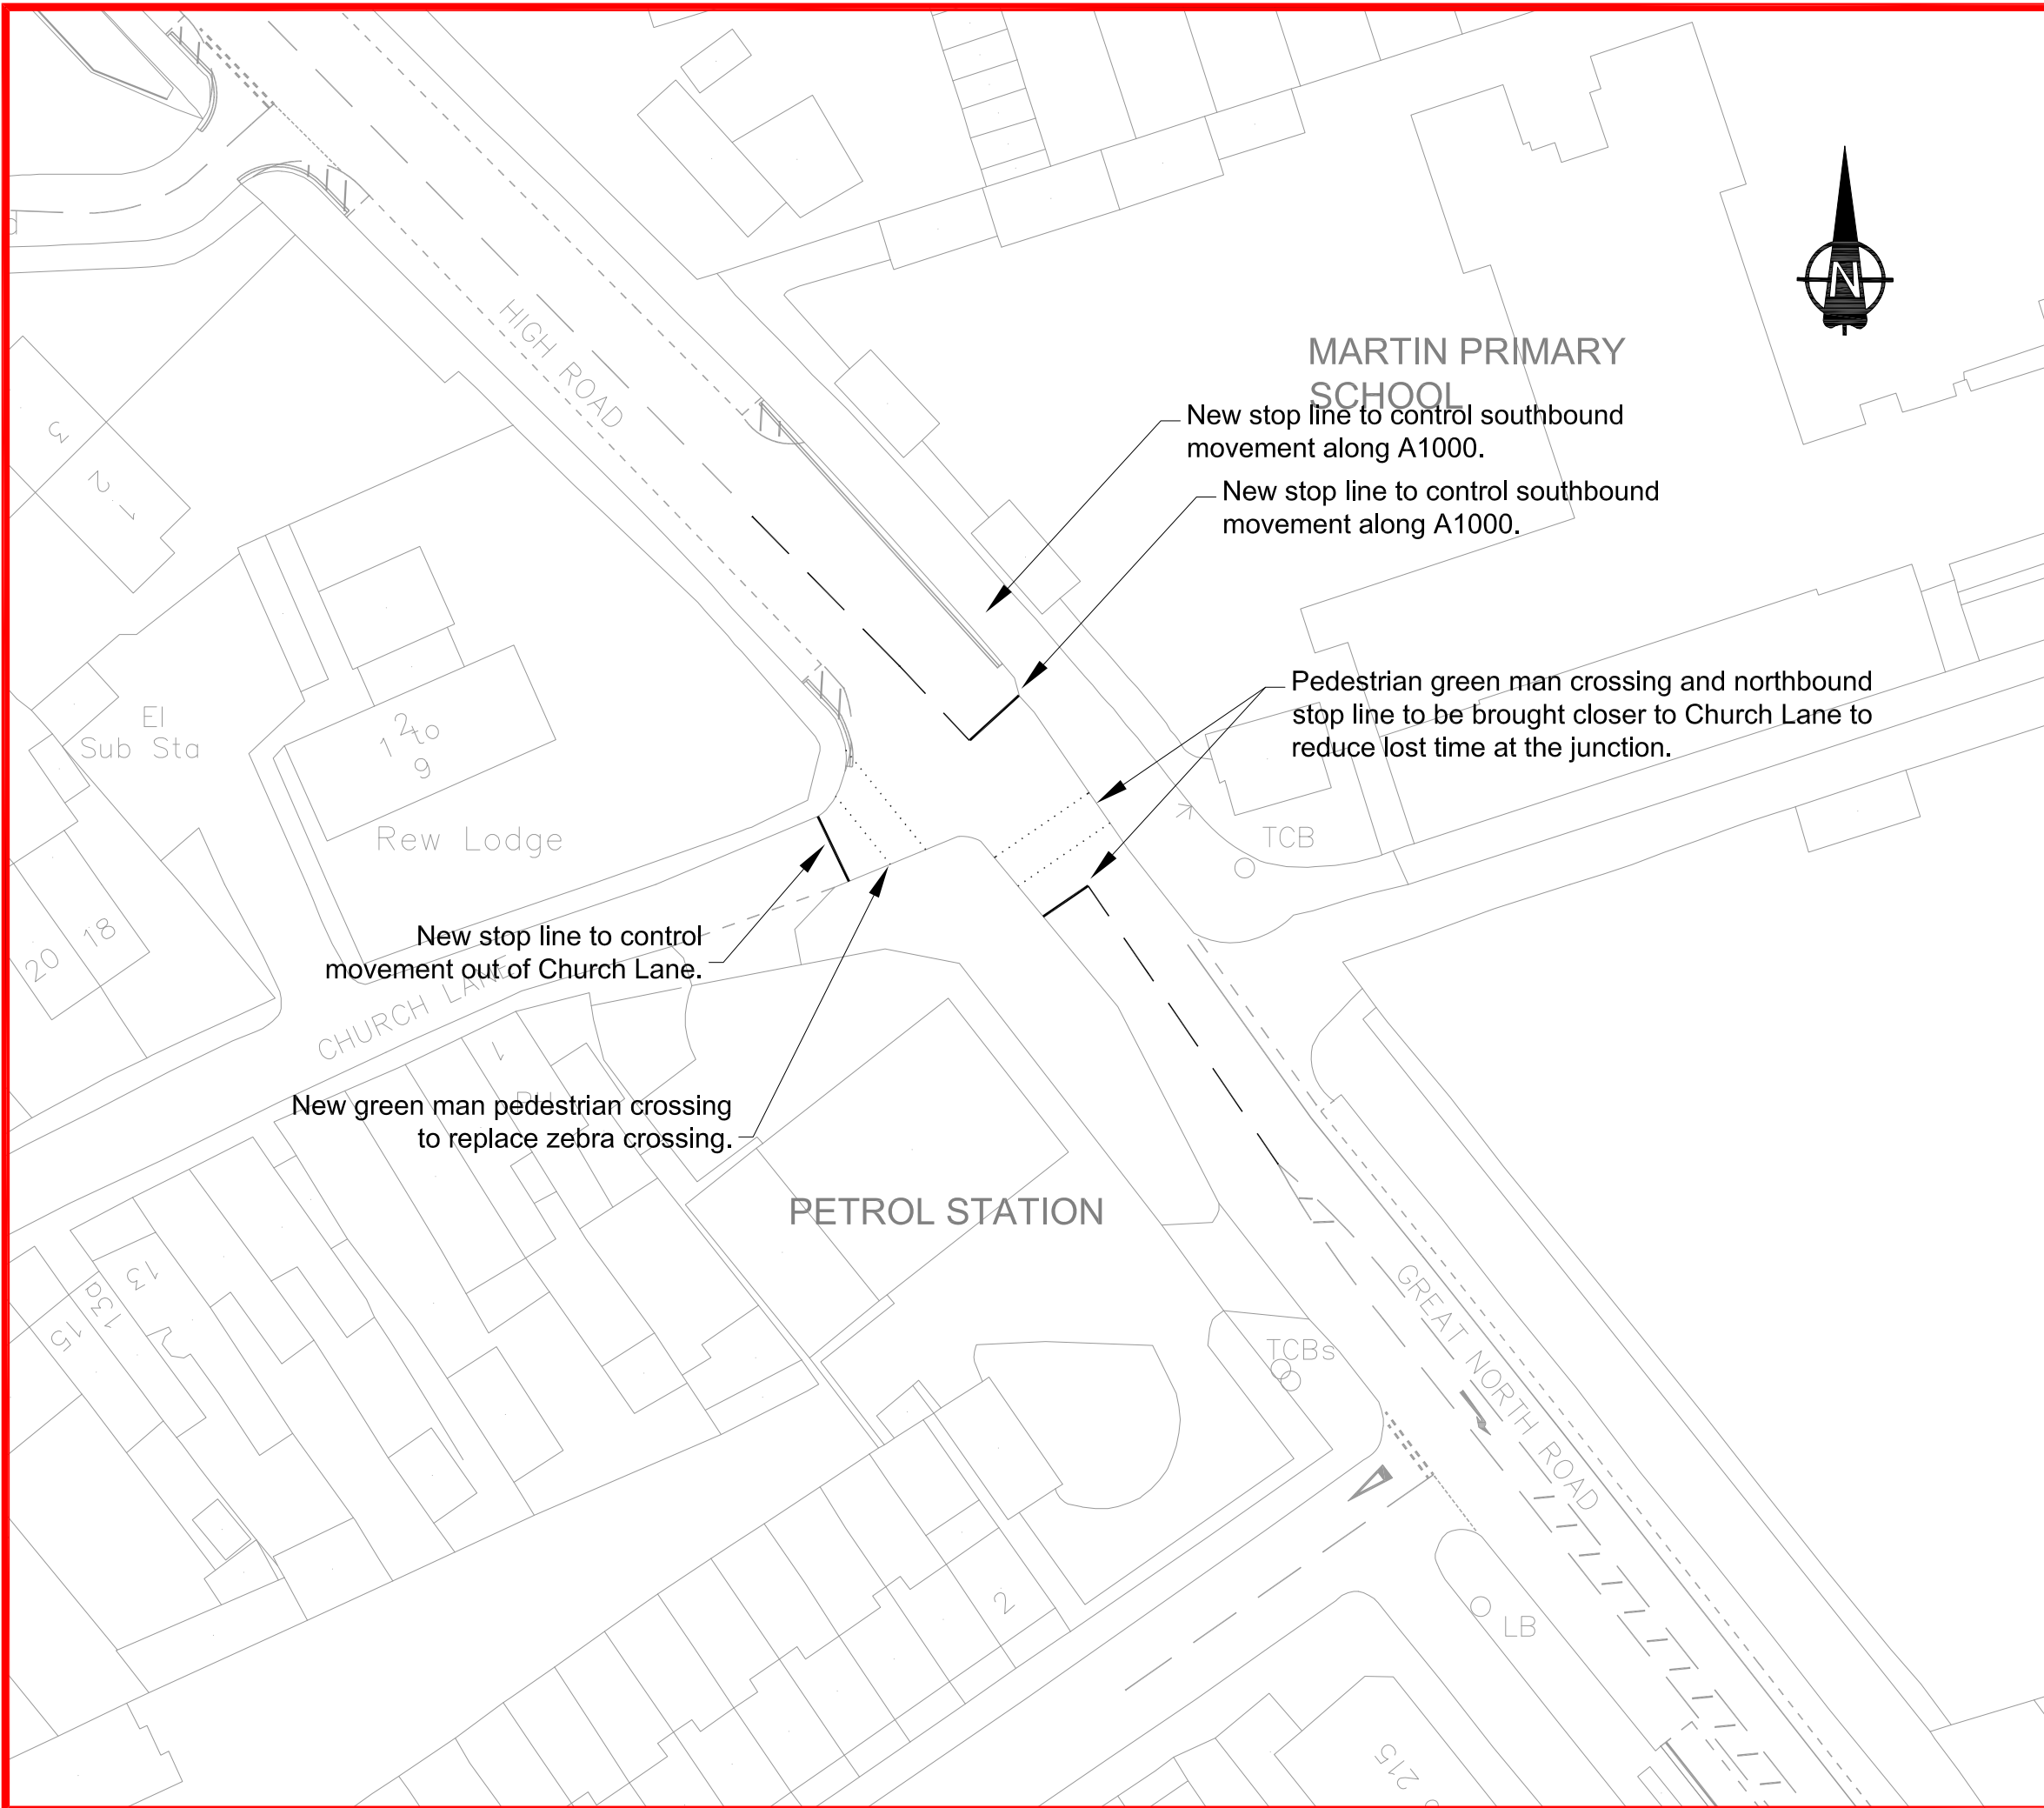 N
HIGH ROAD
MARTIN PRIMARY
SCHOOL
New stop line to control southbound
movement along A1000.
New stop line to control southbound
movement along A1000.
3
1-2
Pedestrian green man crossing and northbound
stop line to be brought closer to Church Lane to
reduce lost time at the junction.
El
Sub Sta
1 to
9
2
Rew Lodge
TCB
20
18
New stop line to control
movement out of Church Lane.
CHURCH LANE
1
New green man pedestrian crossing
to replace zebra crossing.
PETROL STATION
13
13a
15
GREAT NORTH ROAD
TCBs
2
LB
215